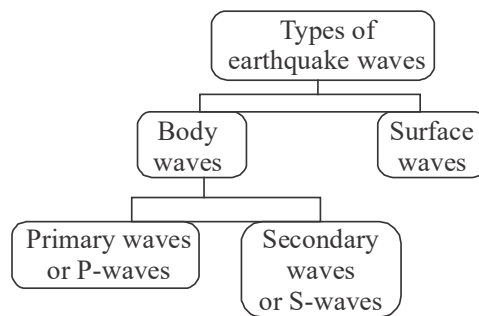 Types of
earthquake waves
Body
waves
Surface
waves
Primary waves
or P-waves
Secondary
waves
or S-waves